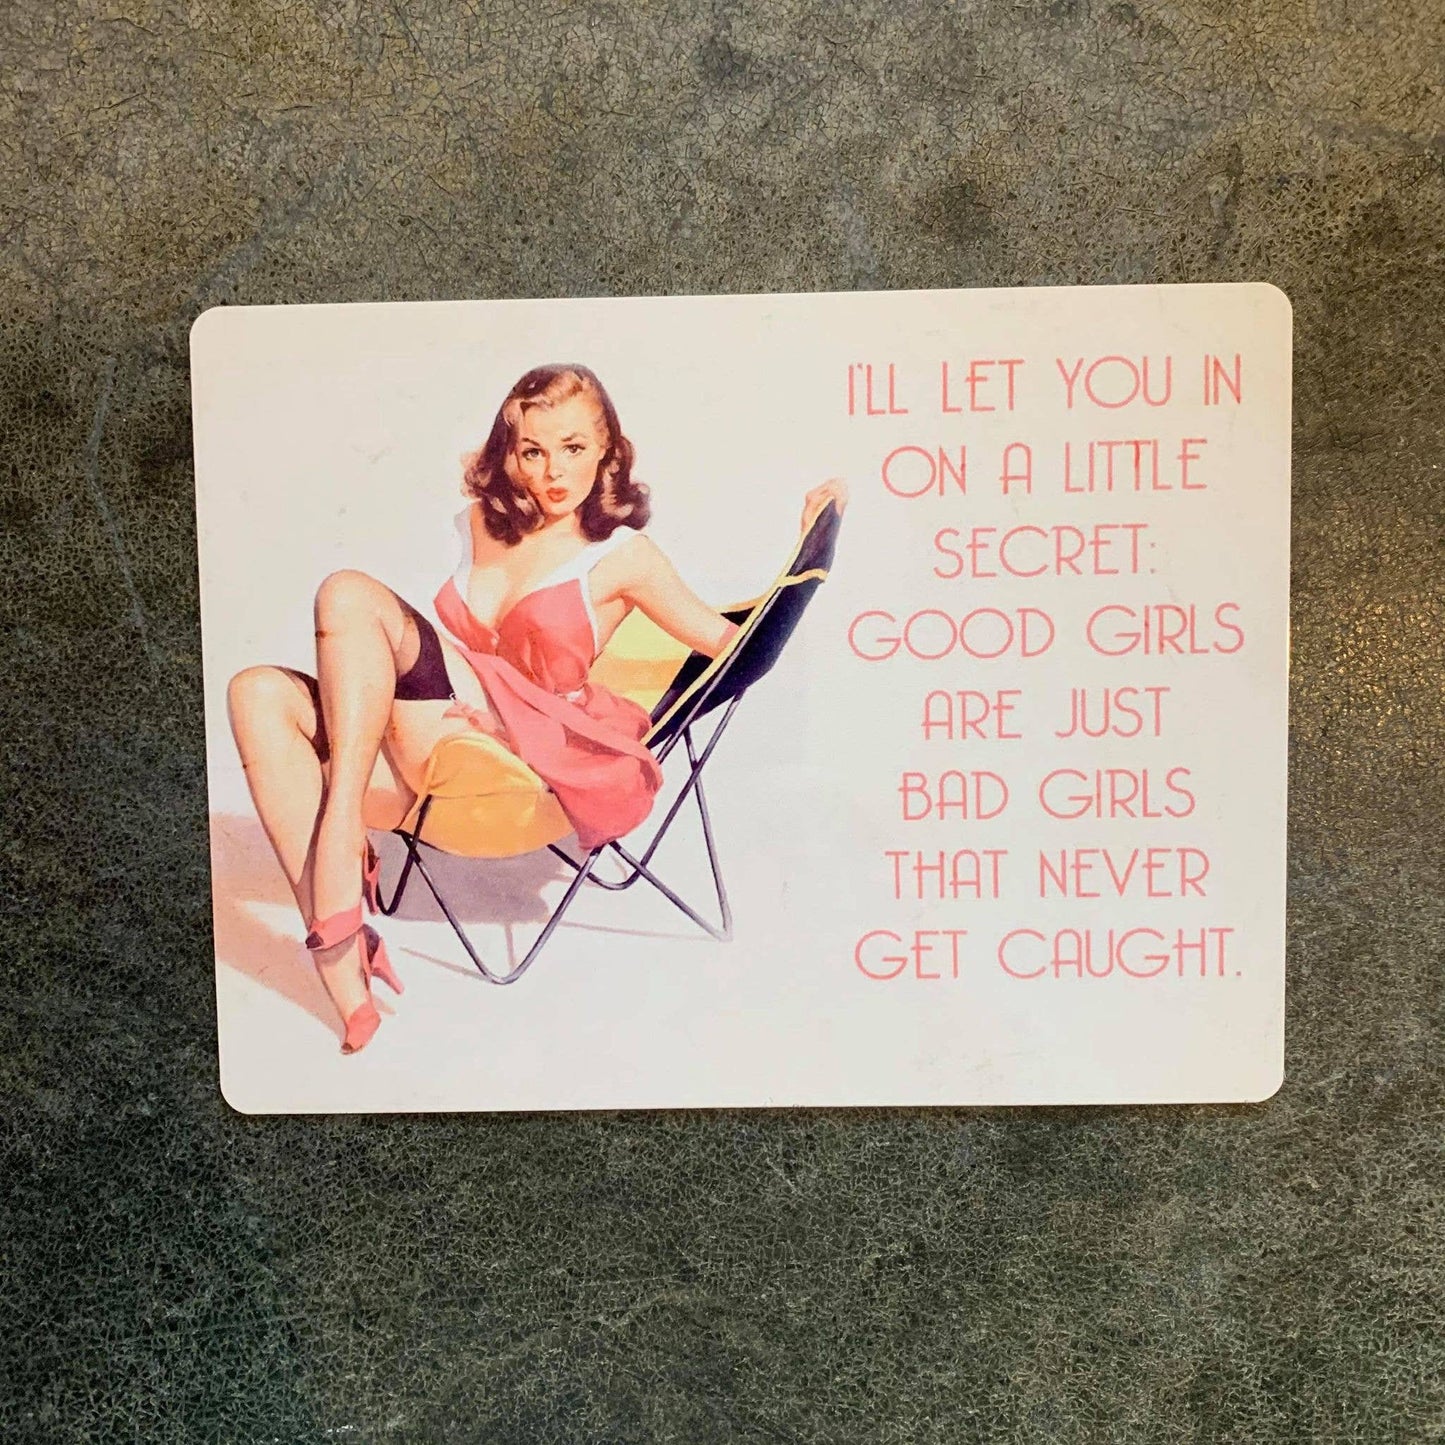 I'LL LET YOU IN
ON A LITTLE
SECRET:
GOOD GIRLS
ARE JUST
BAD GIRLS
THAT NEVER
GET CAUGHT.